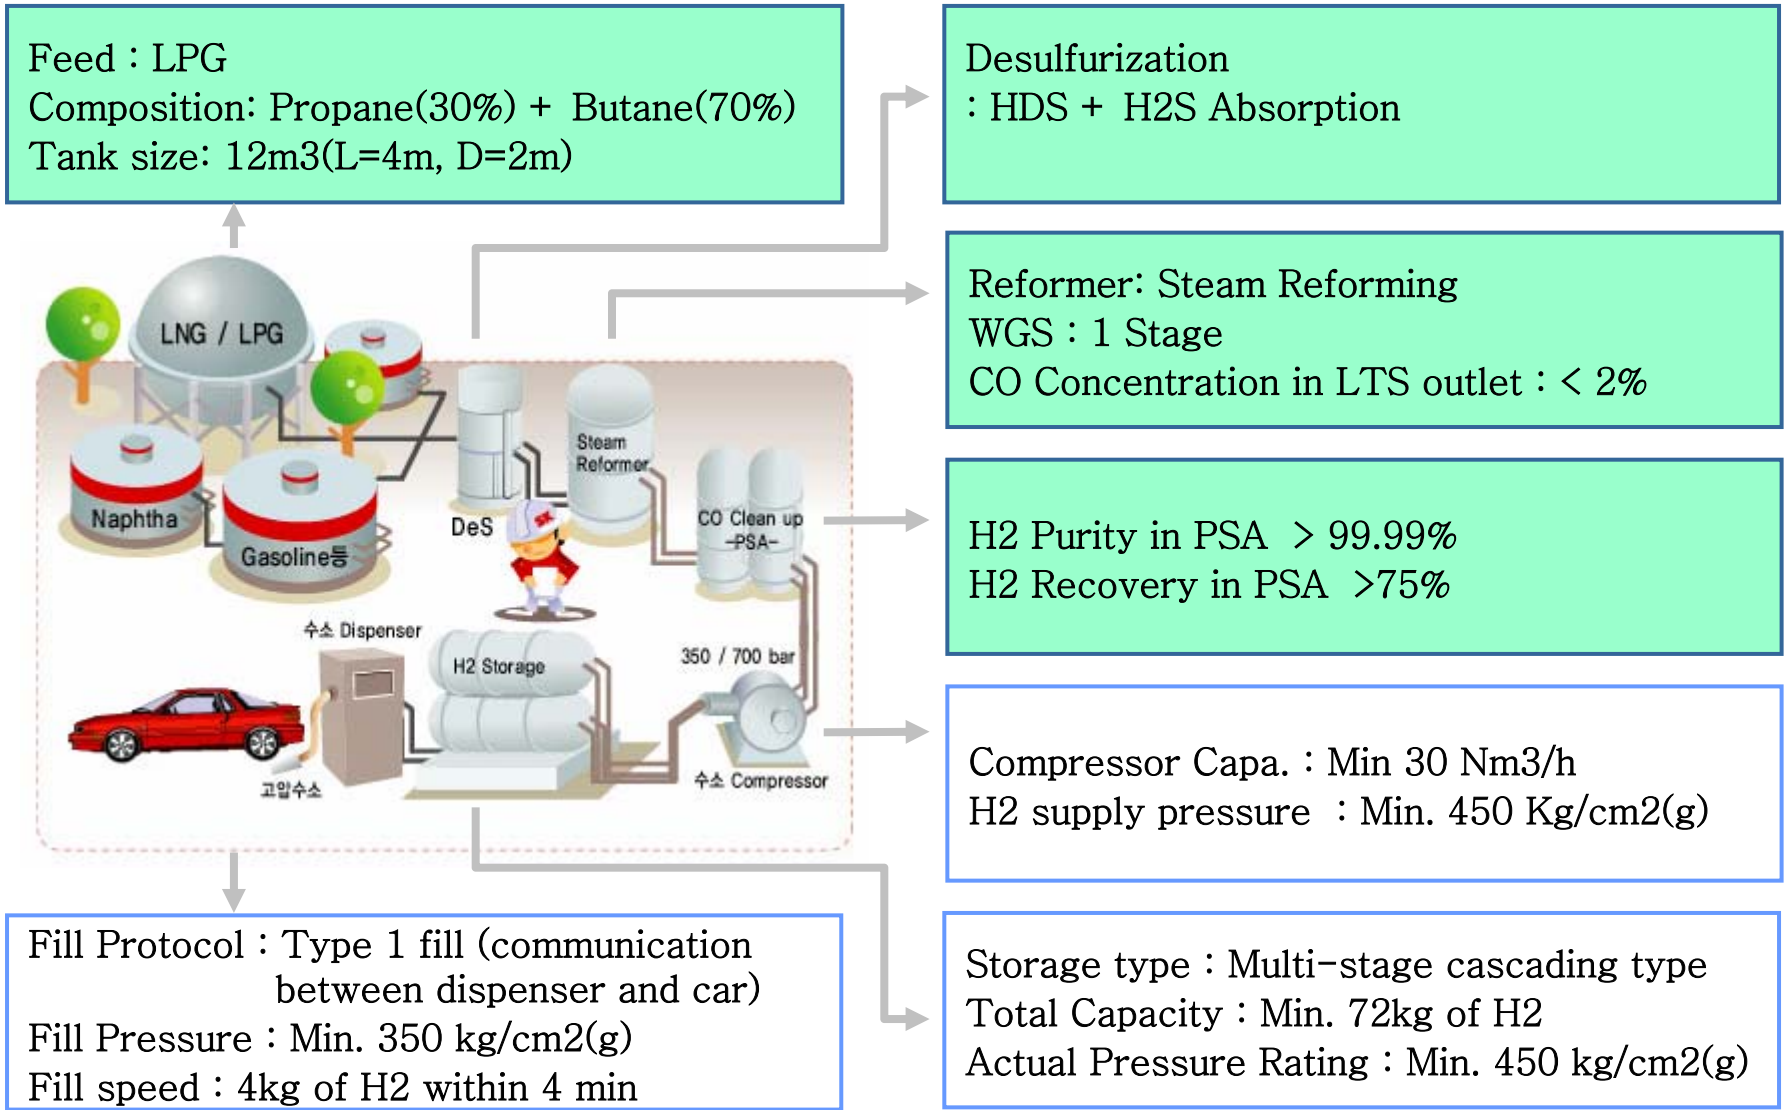 Feed : LPG
Composition: Propane(30%) + Butane(70%)
Tank size: 12m3(L=4m, D=2m)
Desulfurization
: HDS + H2S Absorption
Reformer: Steam Reforming
WGS : 1 Stage
CO Concentration in LTS outlet : < 2%
H2 Purity in PSA > 99.99%
H2 Recovery in PSA >75%
Compressor Capa. : Min 30 Nm3/h
H2 supply pressure : Min. 450 Kg/cm2(g)
Storage type : Multi-stage cascading type
Total Capacity : Min. 72kg of H2
Actual Pressure Rating : Min. 450 kg/cm2(g)
Fill Protocol : Type 1 fill (communication
between dispenser and car)
Fill Pressure : Min. 350 kg/cm2(g)
Fill speed : 4kg of H2 within 4 min
LNG / LPG
Naphtha
Gasoline등
DeS
Steam
Reformer
SK
CO Clean up
-PSA-
350 / 700 bar
수소 Compressor
H2 Storage
수소 Dispenser
고압수소